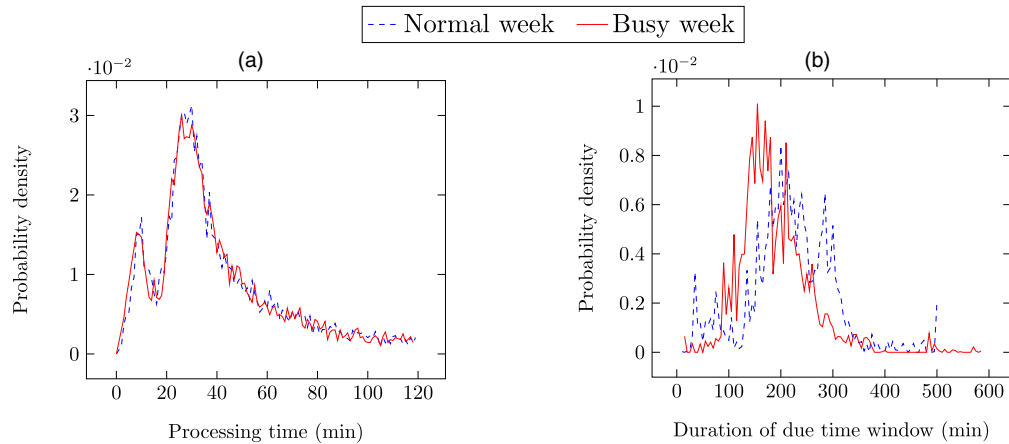 Normal week Busy week
(a)
·10⁻²
3
2
1
0
Probability density
0 20 40 60 80 100 120
Processing time (min)
(b)
·10⁻²
1
0.8
0.6
0.4
0.2
0
Probability density
0 100 200 300 400 500 600
Duration of due time window (min)